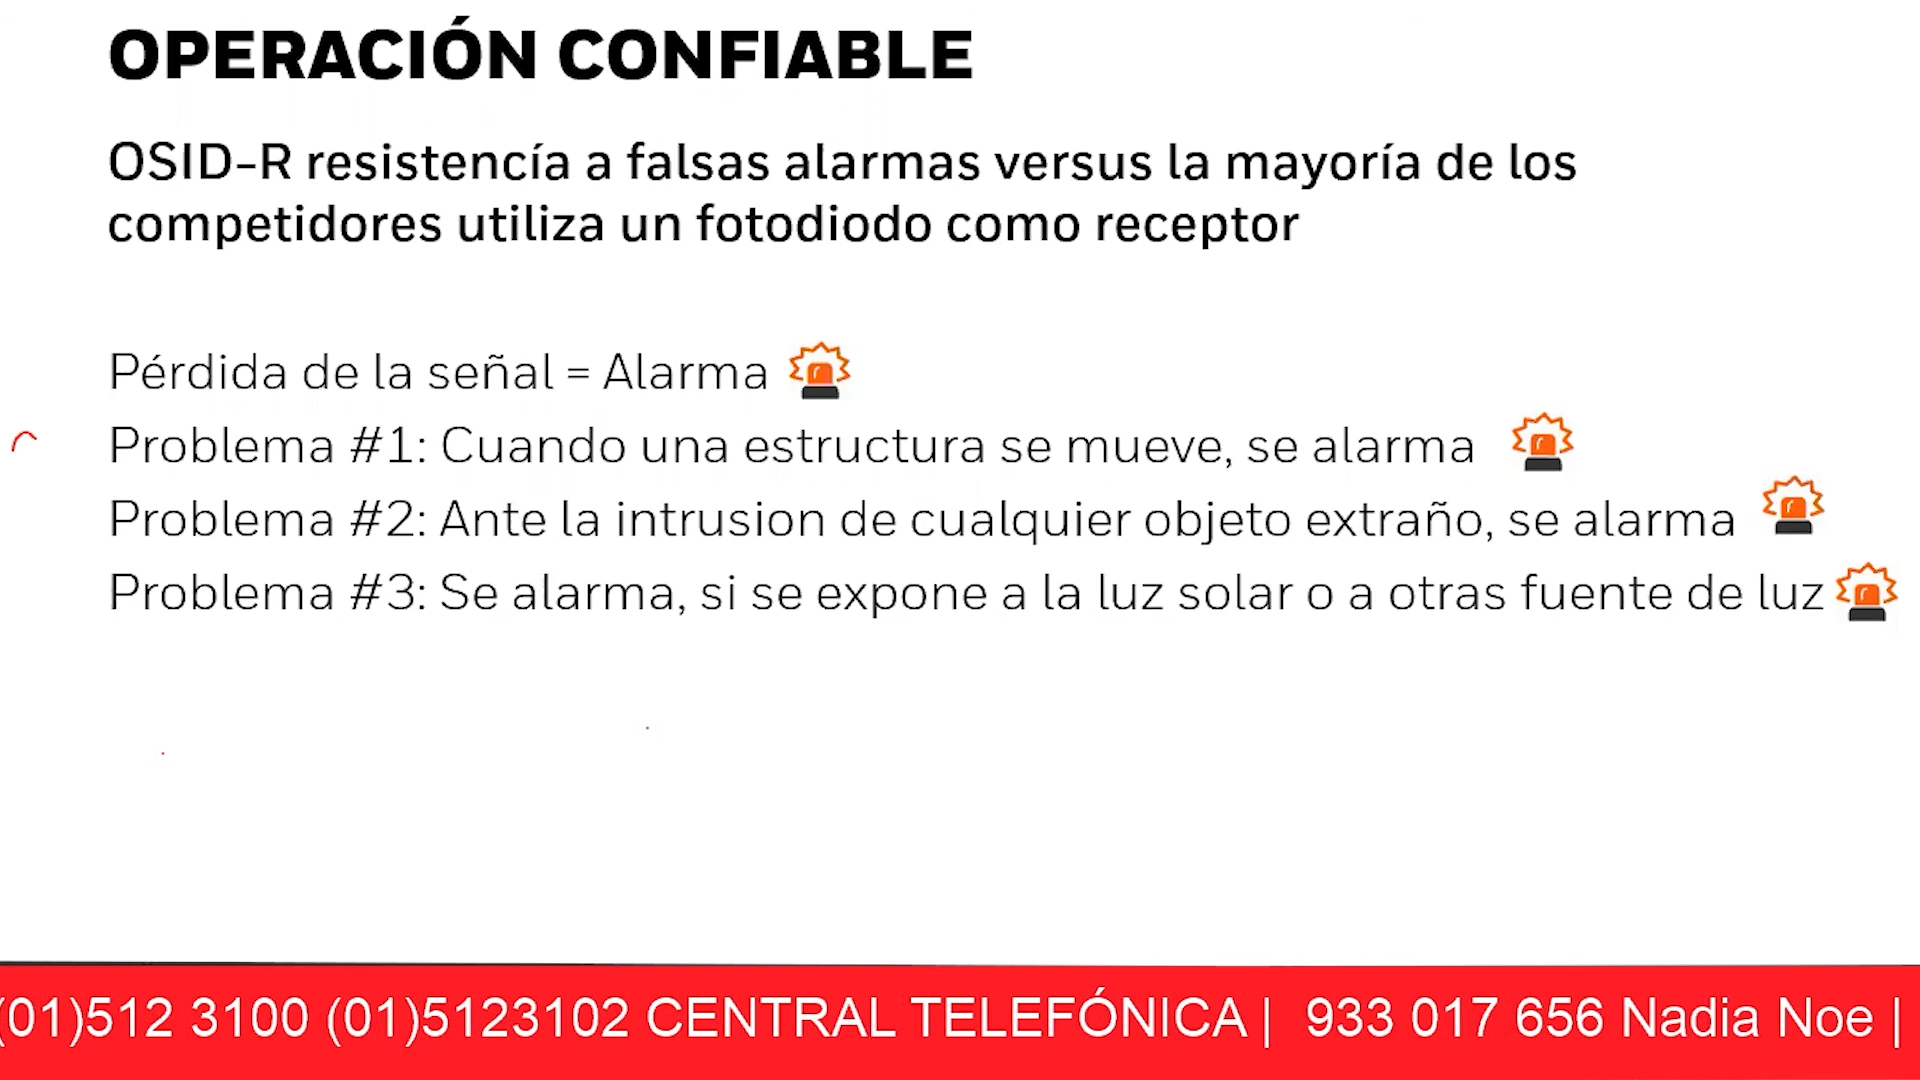 OPERACIÓN CONFIABLE
OSID-R resistencía a falsas alarmas versus la mayoría de los
competidores utiliza un fotodiodo como receptor
Pérdida de la señal = Alarma
Problema #1: Cuando una estructura se mueve, se alarma
Problema #2: Ante la intrusion de cualquier objeto extraño, se alarma
Problema #3: Se alarma, si se expone a la luz solar o a otras fuente de luz
(01)512 3100 (01)5123102 CENTRAL TELEFÓNICA | 933 017 656 Nadia Noe |